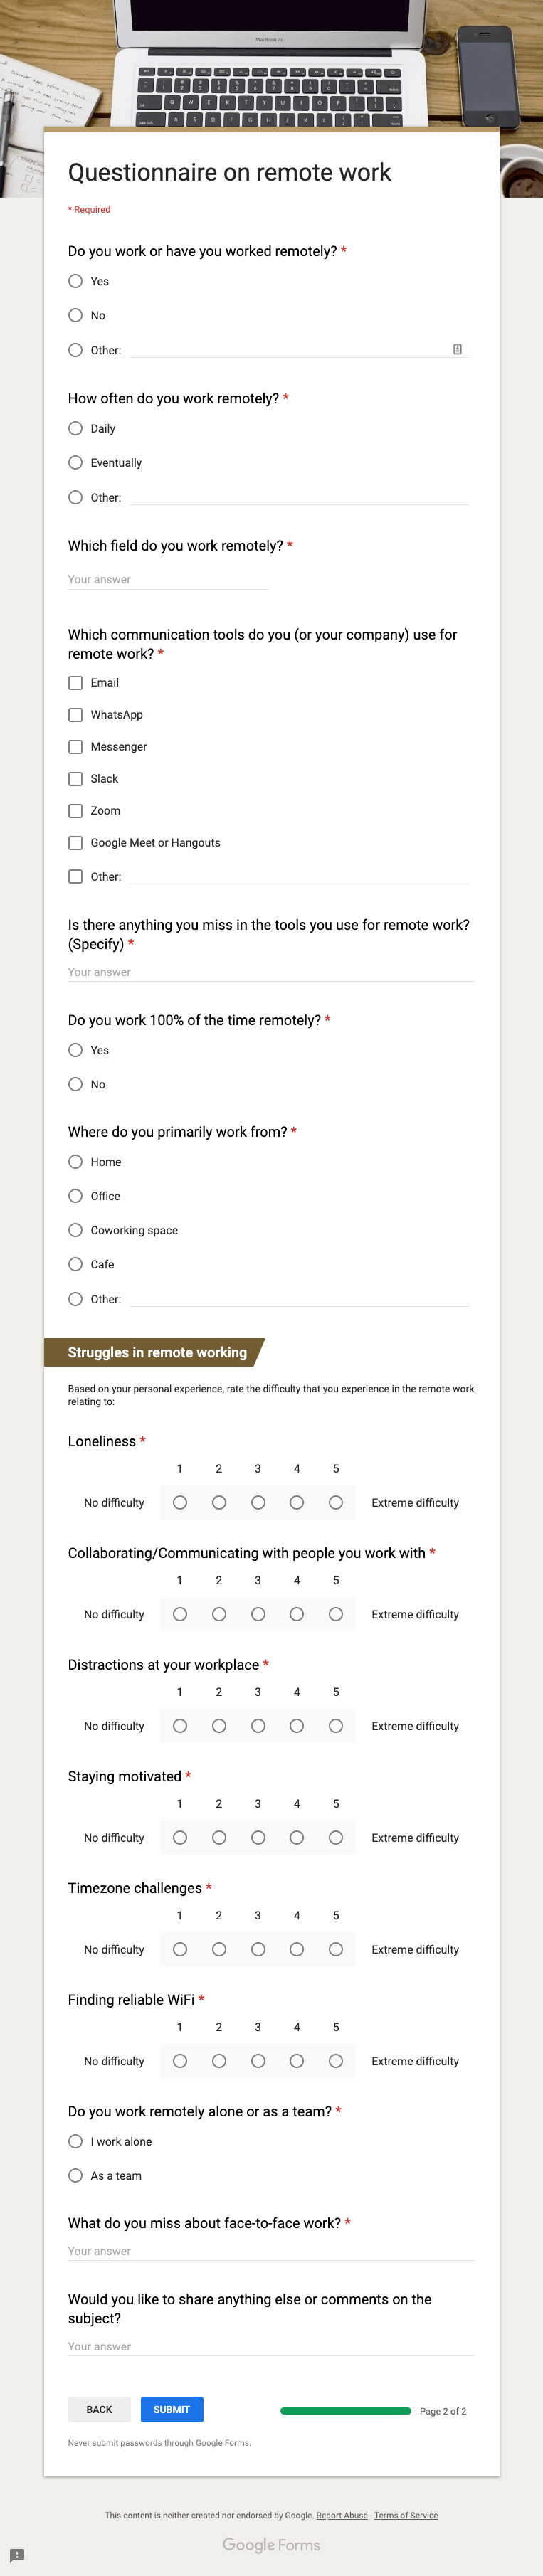 MacBook Air
Q W E R T Y U I O P
A S D F G H J K L
Questionnaire on remote work
* Required
Do you work or have you worked remotely? *
Yes
No
Other:
How often do you work remotely? *
Daily
Eventually
Other:
Which field do you work remotely? *
Your answer
Which communication tools do you (or your company) use for
remote work? *
Email
WhatsApp
Messenger
Slack
Zoom
Google Meet or Hangouts
Other:
Is there anything you miss in the tools you use for remote work?
(Specify) *
Your answer
Do you work 100% of the time remotely? *
Yes
No
Where do you primarily work from? *
Home
Office
Coworking space
Cafe
Other:
Struggles in remote working
Based on your personal experience, rate the difficulty that you experience in the remote work
relating to:
Loneliness *
1 2 3 4 5
No difficulty Extreme difficulty
Collaborating/Communicating with people you work with *
1 2 3 4 5
No difficulty Extreme difficulty
Distractions at your workplace *
1 2 3 4 5
No difficulty Extreme difficulty
Staying motivated *
1 2 3 4 5
No difficulty Extreme difficulty
Timezone challenges *
1 2 3 4 5
No difficulty Extreme difficulty
Finding reliable WiFi *
1 2 3 4 5
No difficulty Extreme difficulty
Do you work remotely alone or as a team? *
I work alone
As a team
What do you miss about face-to-face work? *
Your answer
Would you like to share anything else or comments on the
subject?
Your answer
BACK SUBMIT Page 2 of 2
Never submit passwords through Google Forms.
This content is neither created nor endorsed by Google. Report Abuse - Terms of Service
Google Forms